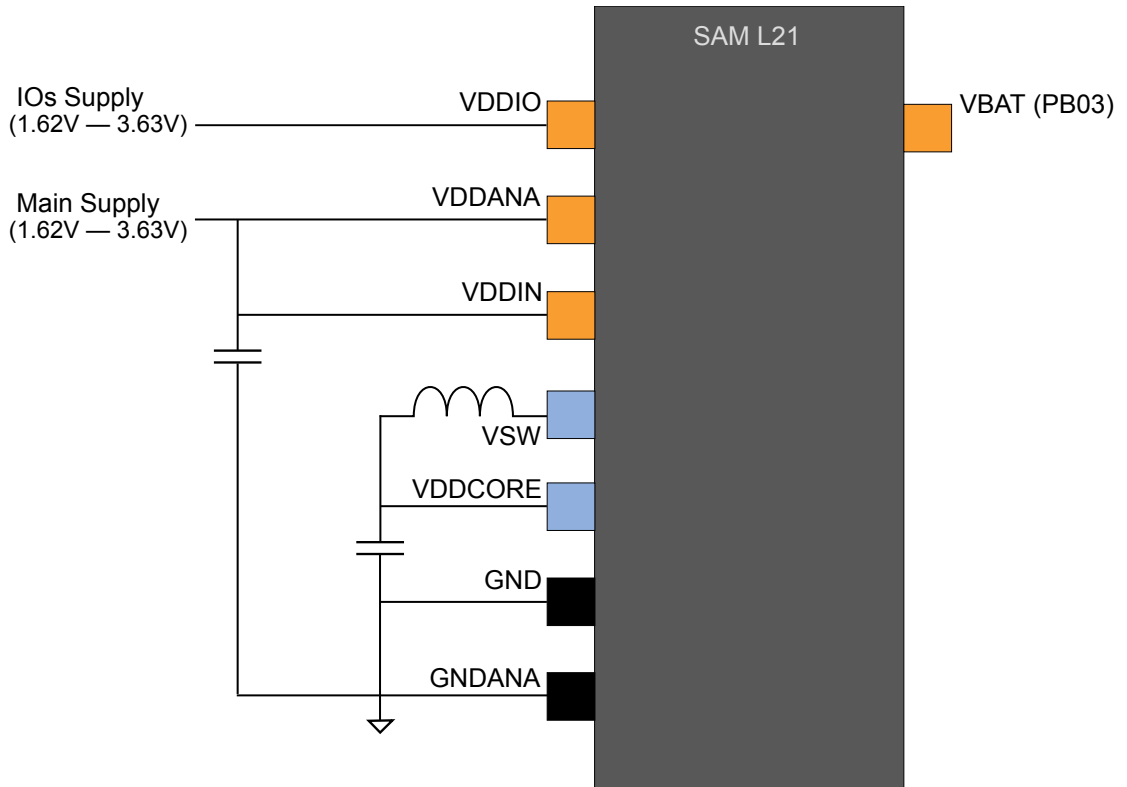 SAM L21
IOs Supply
(1.62V — 3.63V)
VDDIO
VBAT (PB03)
Main Supply
(1.62V — 3.63V)
VDDANA
VDDIN
VSW
VDDCORE
GND
GNDANA